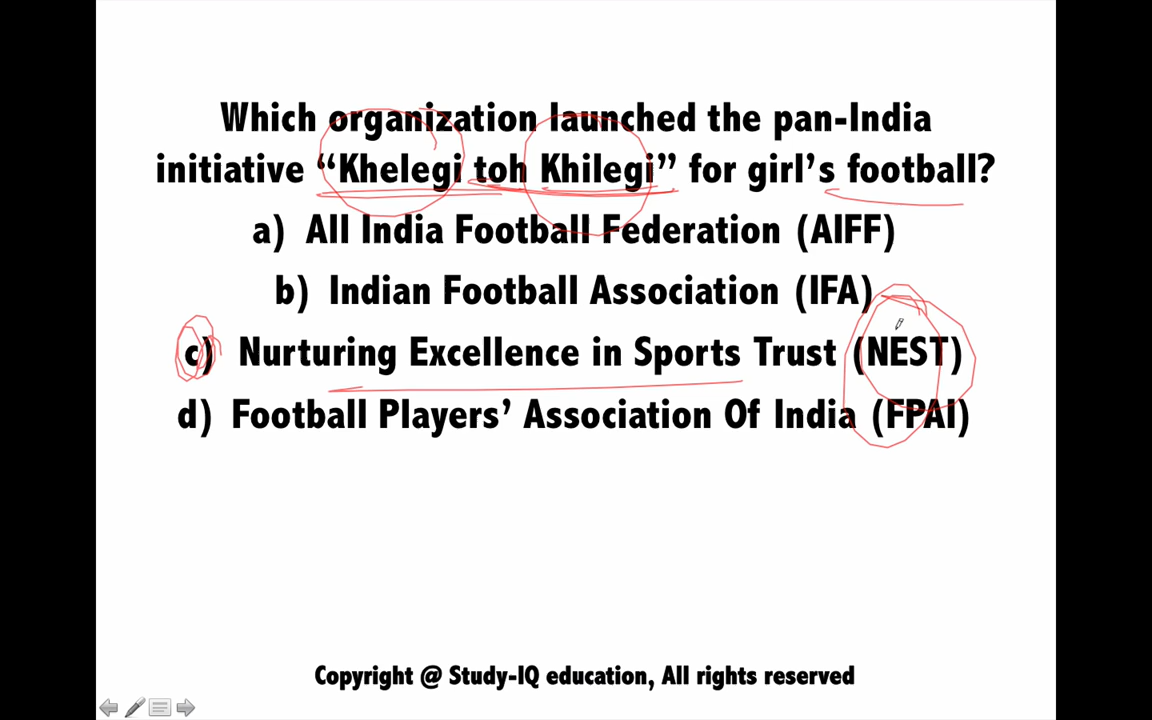 Which organization launched the pan-India
initiative “Khelegi toh Khilegi” for girl’s football?
a) All India Football Federation (AIFF)
b) Indian Football Association (IFA)
c) Nurturing Excellence in Sports Trust (NEST)
d) Football Players’ Association Of India (FPAI)
Copyright @ Study-IQ education, All rights reserved